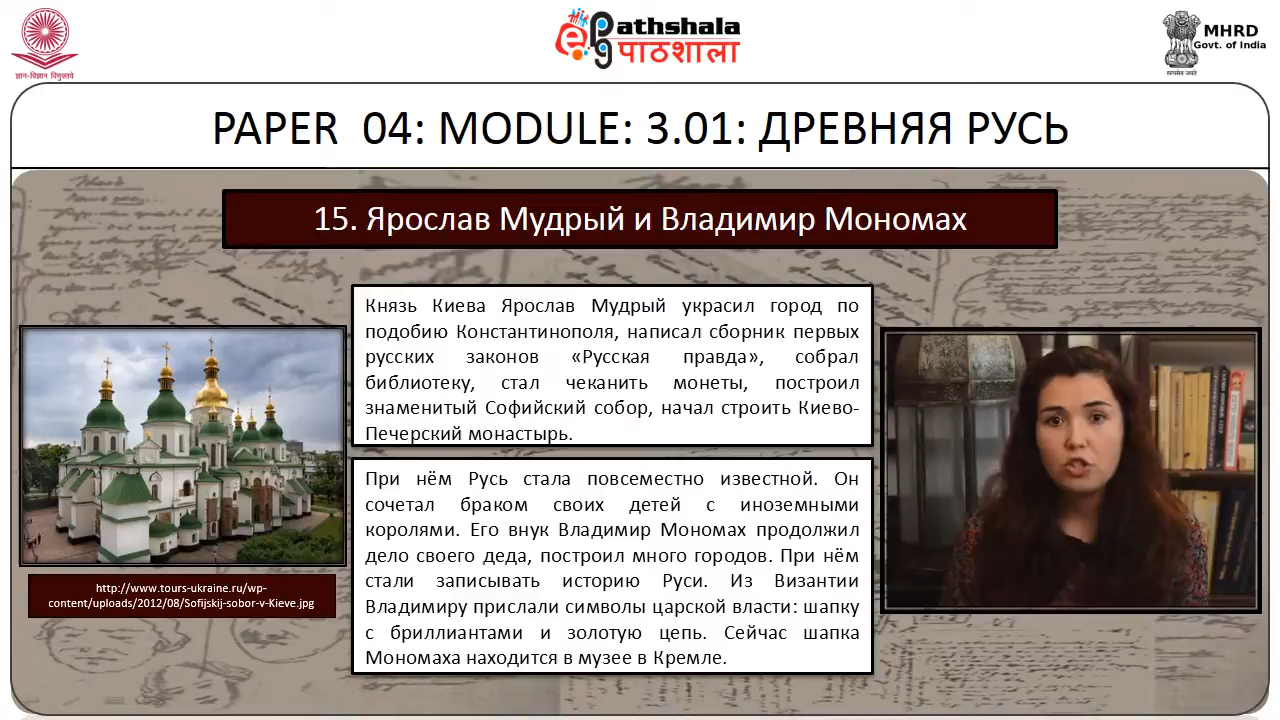 ePg Pathshala
पाठशाला
ज्ञान-विज्ञान विमुक्तये
MHRD
Govt. of India
सत्यमेव जयते
PAPER 04: MODULE: 3.01: ДРЕВНЯЯ РУСЬ
15. Ярослав Мудрый и Владимир Мономах
Князь Киева Ярослав Мудрый украсил город по
подобию Константинополя, написал сборник первых
русских законов «Русская правда», собрал
библиотеку, стал чеканить монеты, построил
знаменитый Софийский собор, начал строить Киево-
Печерский монастырь.
При нём Русь стала повсеместно известной. Он
сочетал браком своих детей с иноземными
королями. Его внук Владимир Мономах продолжил
дело своего деда, построил много городов. При нём
стали записывать историю Руси. Из Византии
Владимиру прислали символы царской власти: шапку
с бриллиантами и золотую цепь. Сейчас шапка
Мономаха находится в музее в Кремле.
http://www.tours-ukraine.ru/wp-
content/uploads/2012/08/Sofijskij-sobor-v-Kieve.jpg